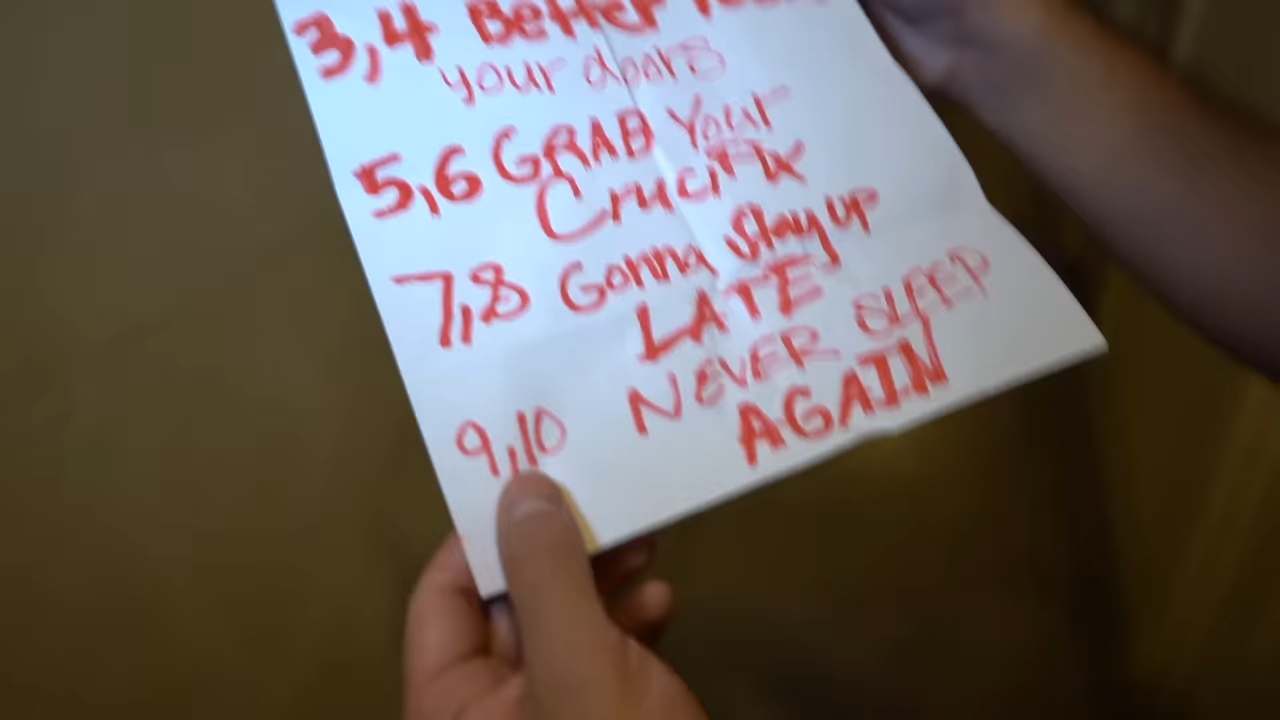 3,4 Better
your doors
5,6 GRAB Your
Crucifix
7,8 Gonna stay up
LATE
9,10 NEVER SLEEP
AGAIN